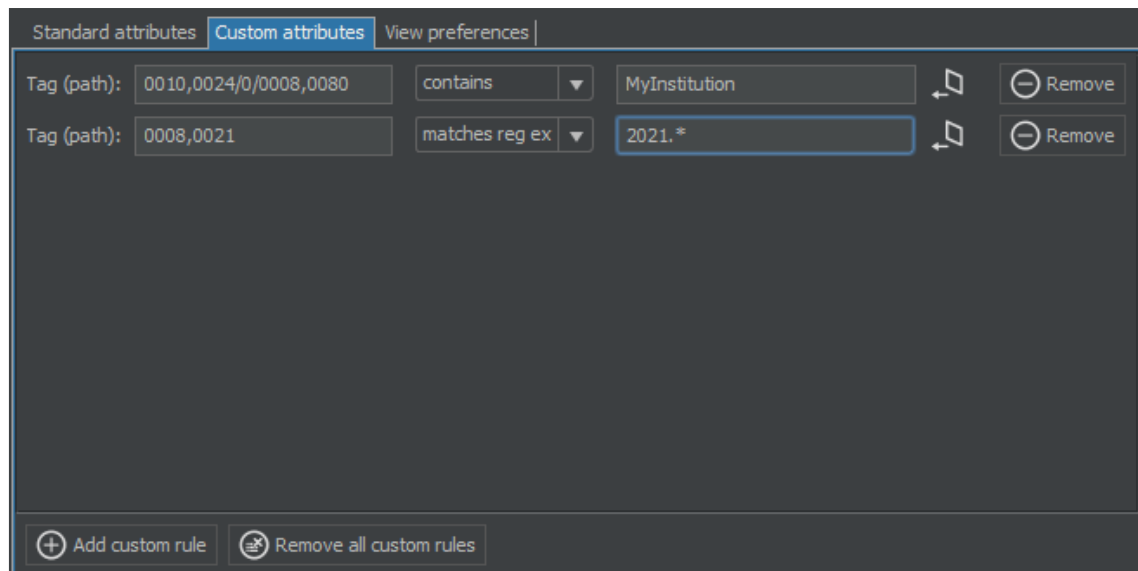 Standard attributes Custom attributes View preferences
Tag (path): 0010,0024/0/0008,0080 contains MyInstitution Remove
Tag (path): 0008,0021 matches reg ex 2021.* Remove
Add custom rule Remove all custom rules